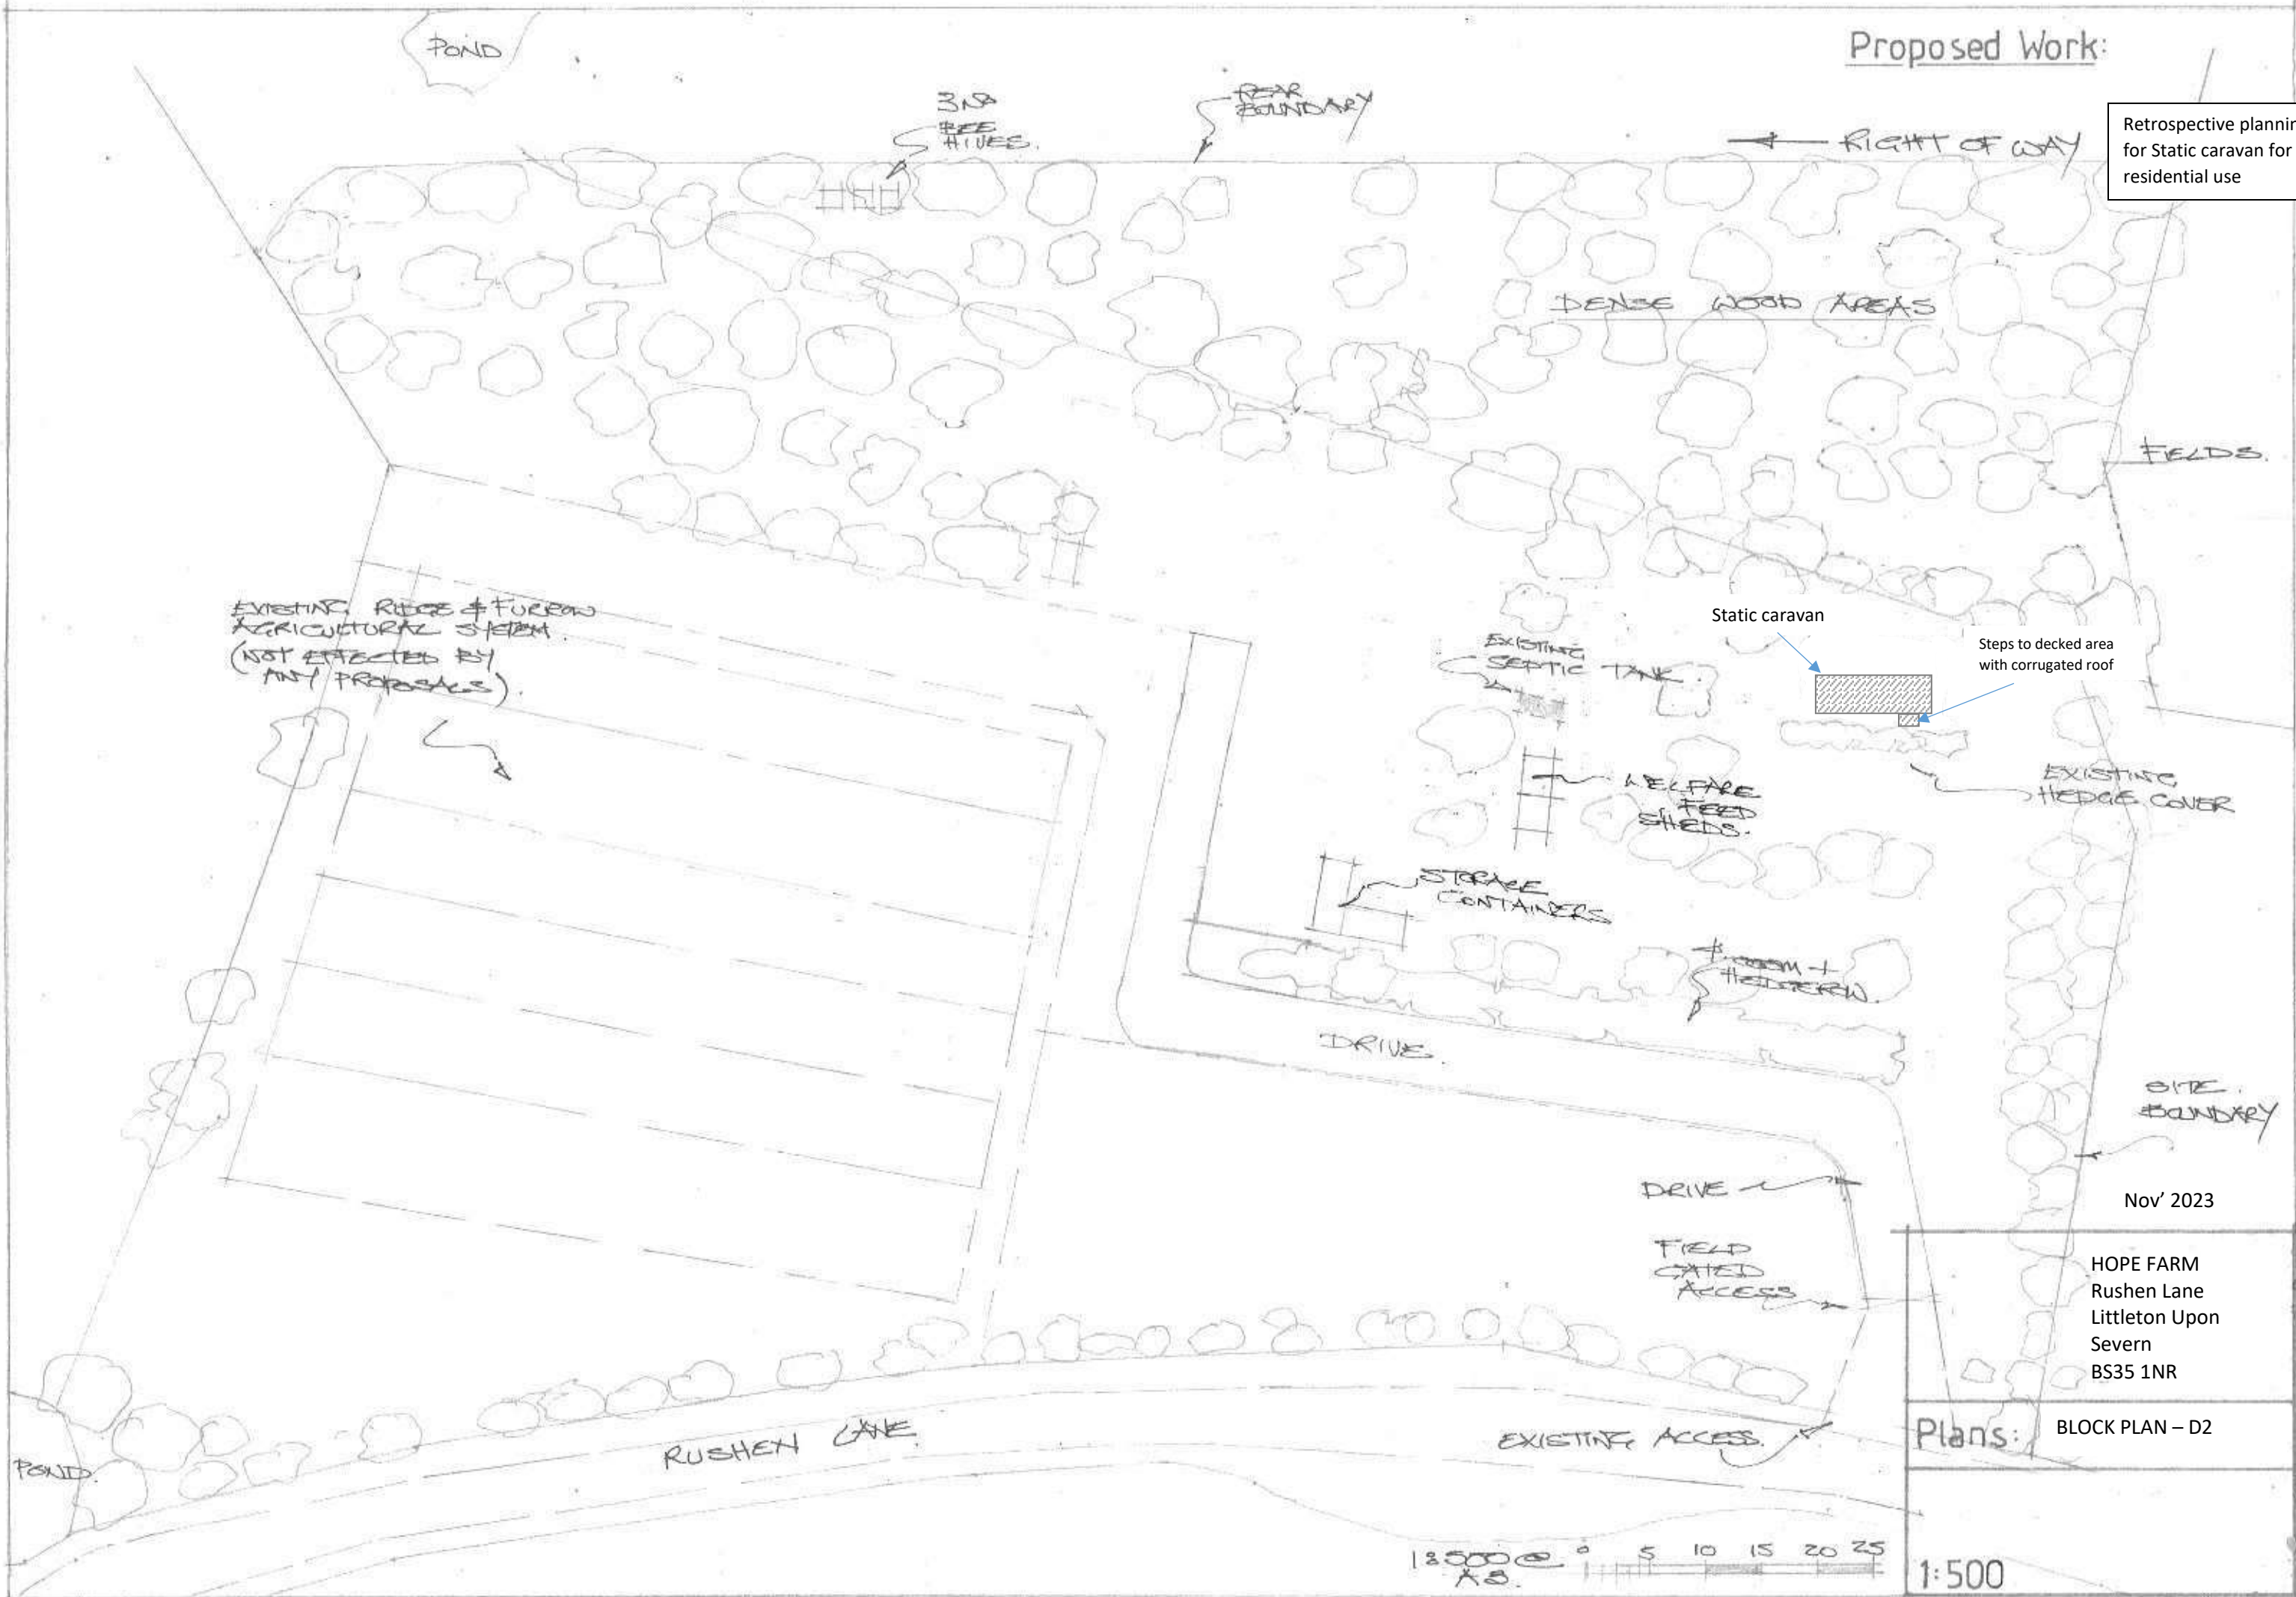 POND
Proposed Work:
3No
BEE
HIVES.
REAR
BOUNDARY
RIGHT OF WAY
Retrospective plannin
for Static caravan for
residential use
DENSE WOOD AREAS
FIELDS.
EXISTING RIDGE & FURROW
AGRICULTURAL SYSTEM.
(NOT EFFECTED BY
ANY PROPOSALS).
Static caravan
Steps to decked area
with corrugated roof
EXISTING
SEPTIC TANK.
EXISTING
HEDGE COVER
WELFARE
& FEED
SHEDS.
STORAGE
CONTAINERS
HEDGEROW.
DRIVE.
SITE.
BOUNDARY
DRIVE
Nov' 2023
FIELD
GATED
ACCESS
HOPE FARM
Rushen Lane
Littleton Upon
Severn
BS35 1NR
RUSHEN LANE
EXISTING ACCESS.
Plans:
BLOCK PLAN – D2
POND.
1:500 @
A3.
0 5 10 15 20 25
1:500